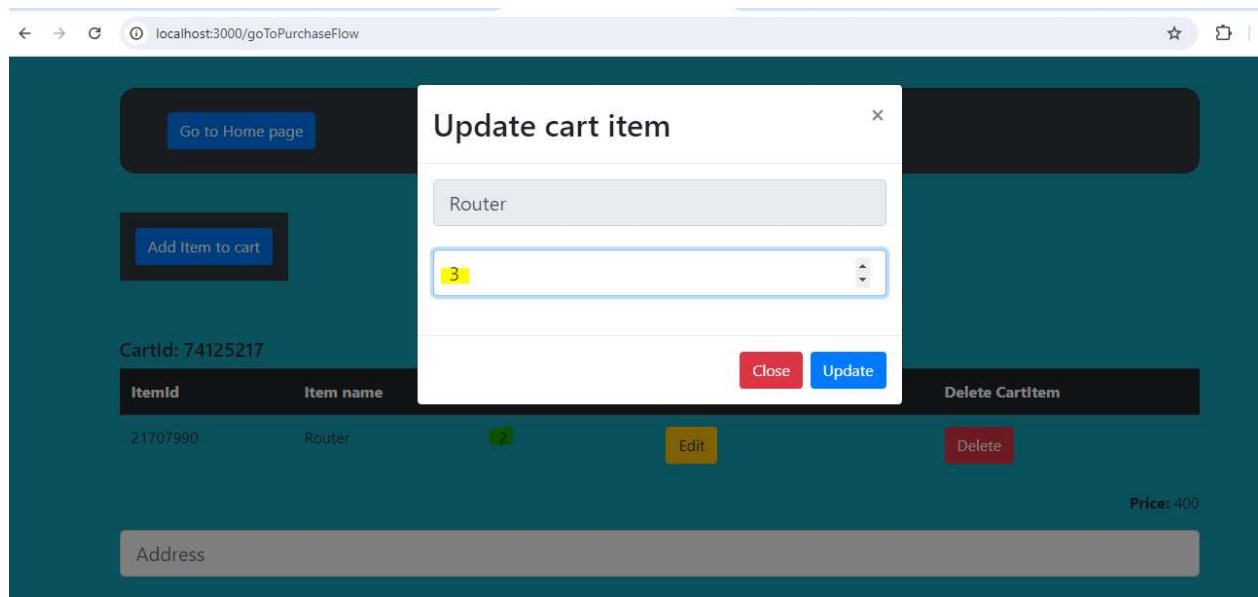 localhost:3000/goToPurchaseFlow
Go to Home page
Update cart item
×
Router
Add Item to cart
3
CartId: 74125217
Close Update
ItemId Item name Delete CartItem
21707990 Router 2 Edit Delete
Price: 400
Address